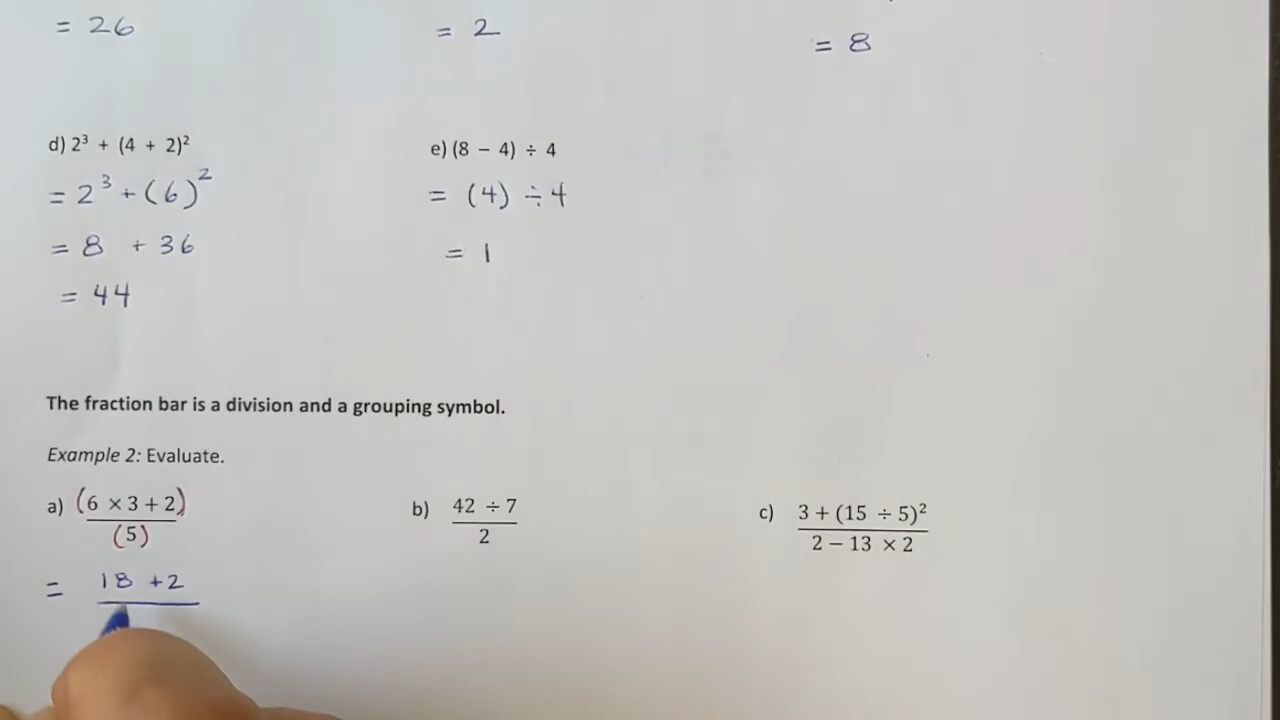 = 26
= 2
= 8
d) 2³ + (4 + 2)²
= 2³ + (6)²
= 8 + 36
= 44
e) (8 − 4) ÷ 4
= (4) ÷ 4
= 1
The fraction bar is a division and a grouping symbol.
Example 2: Evaluate.
a) (6 × 3 + 2)
(5)
= 18 + 2
b) 42 ÷ 7
2
c) 3 + (15 ÷ 5)²
2 − 13 × 2